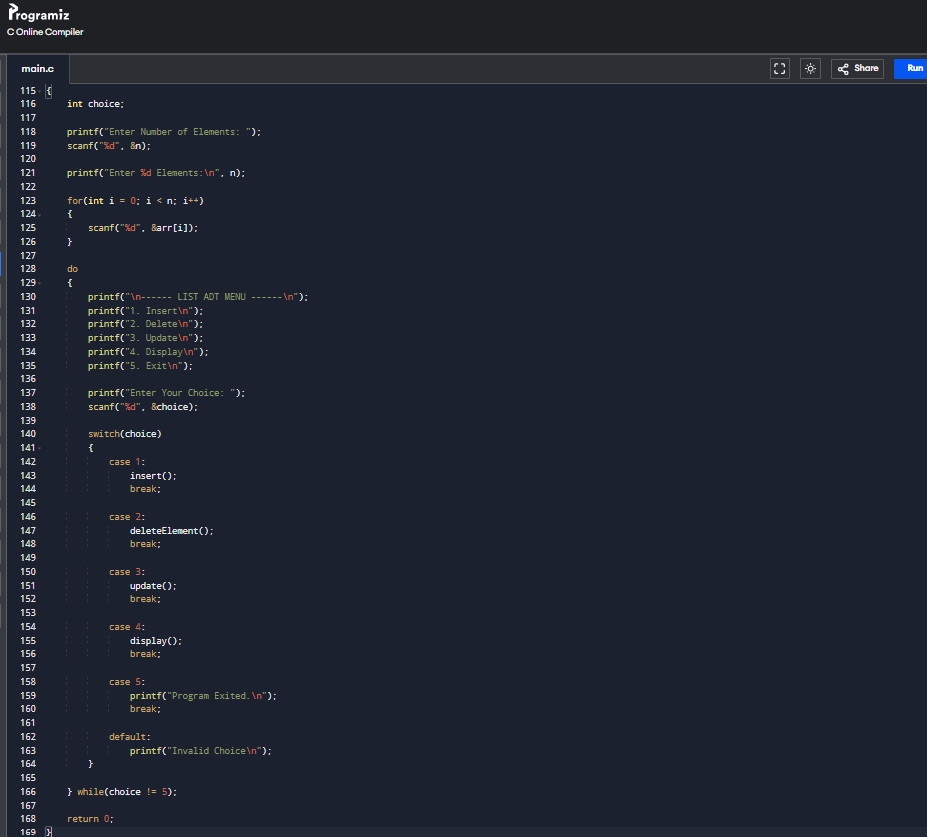 Programiz
C Online Compiler
main.c
Share
Run
115 {
116     int choice;
117
118     printf("Enter Number of Elements: ");
119     scanf("%d", &n);
120
121     printf("Enter %d Elements:\n", n);
122
123     for(int i = 0; i < n; i++)
124     {
125         scanf("%d", &arr[i]);
126     }
127
128     do
129     {
130         printf("\n------ LIST ADT MENU ------\n");
131         printf("1. Insert\n");
132         printf("2. Delete\n");
133         printf("3. Update\n");
134         printf("4. Display\n");
135         printf("5. Exit\n");
136
137         printf("Enter Your Choice: ");
138         scanf("%d", &choice);
139
140         switch(choice)
141         {
142             case 1:
143                 insert();
144                 break;
145
146             case 2:
147                 deleteElement();
148                 break;
149
150             case 3:
151                 update();
152                 break;
153
154             case 4:
155                 display();
156                 break;
157
158             case 5:
159                 printf("Program Exited.\n");
160                 break;
161
162             default:
163                 printf("Invalid Choice\n");
164         }
165
166     } while(choice != 5);
167
168     return 0;
169 }